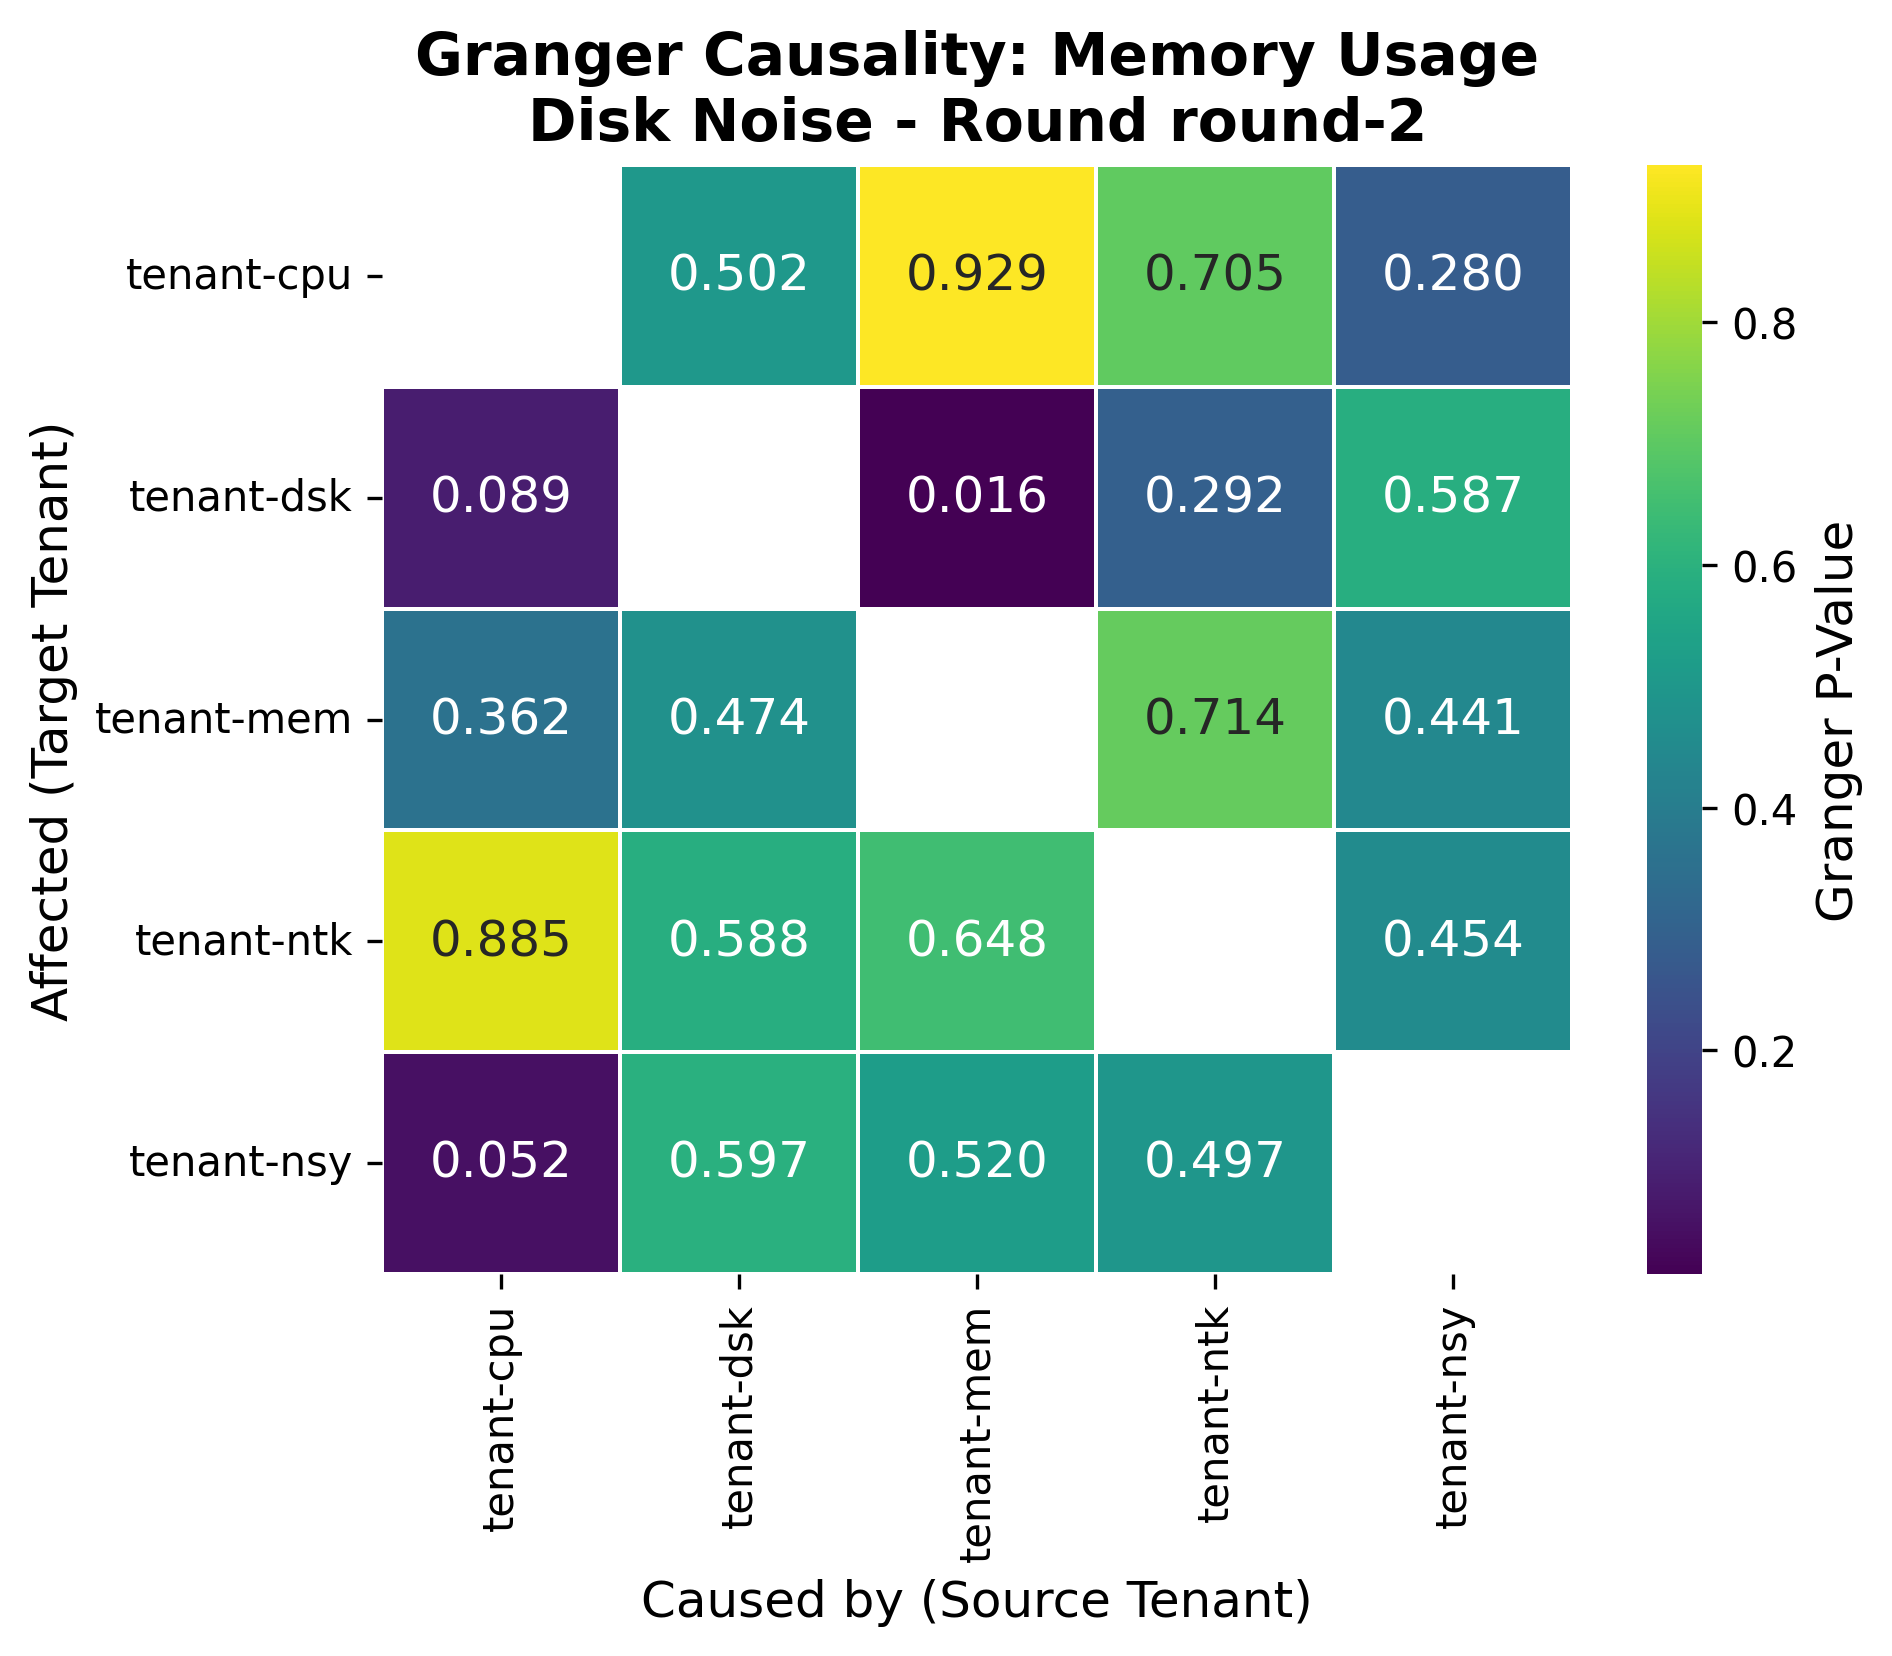 Granger Causality: Memory Usage
Disk Noise - Round round-2
Affected (Target Tenant)
tenant-cpu 0.502 0.929 0.705 0.280
tenant-dsk 0.089 0.016 0.292 0.587
tenant-mem 0.362 0.474 0.714 0.441
tenant-ntk 0.885 0.588 0.648 0.454
tenant-nsy 0.052 0.597 0.520 0.497
tenant-cpu tenant-dsk tenant-mem tenant-ntk tenant-nsy
Caused by (Source Tenant)
0.8
0.6
0.4
0.2
Granger P-Value